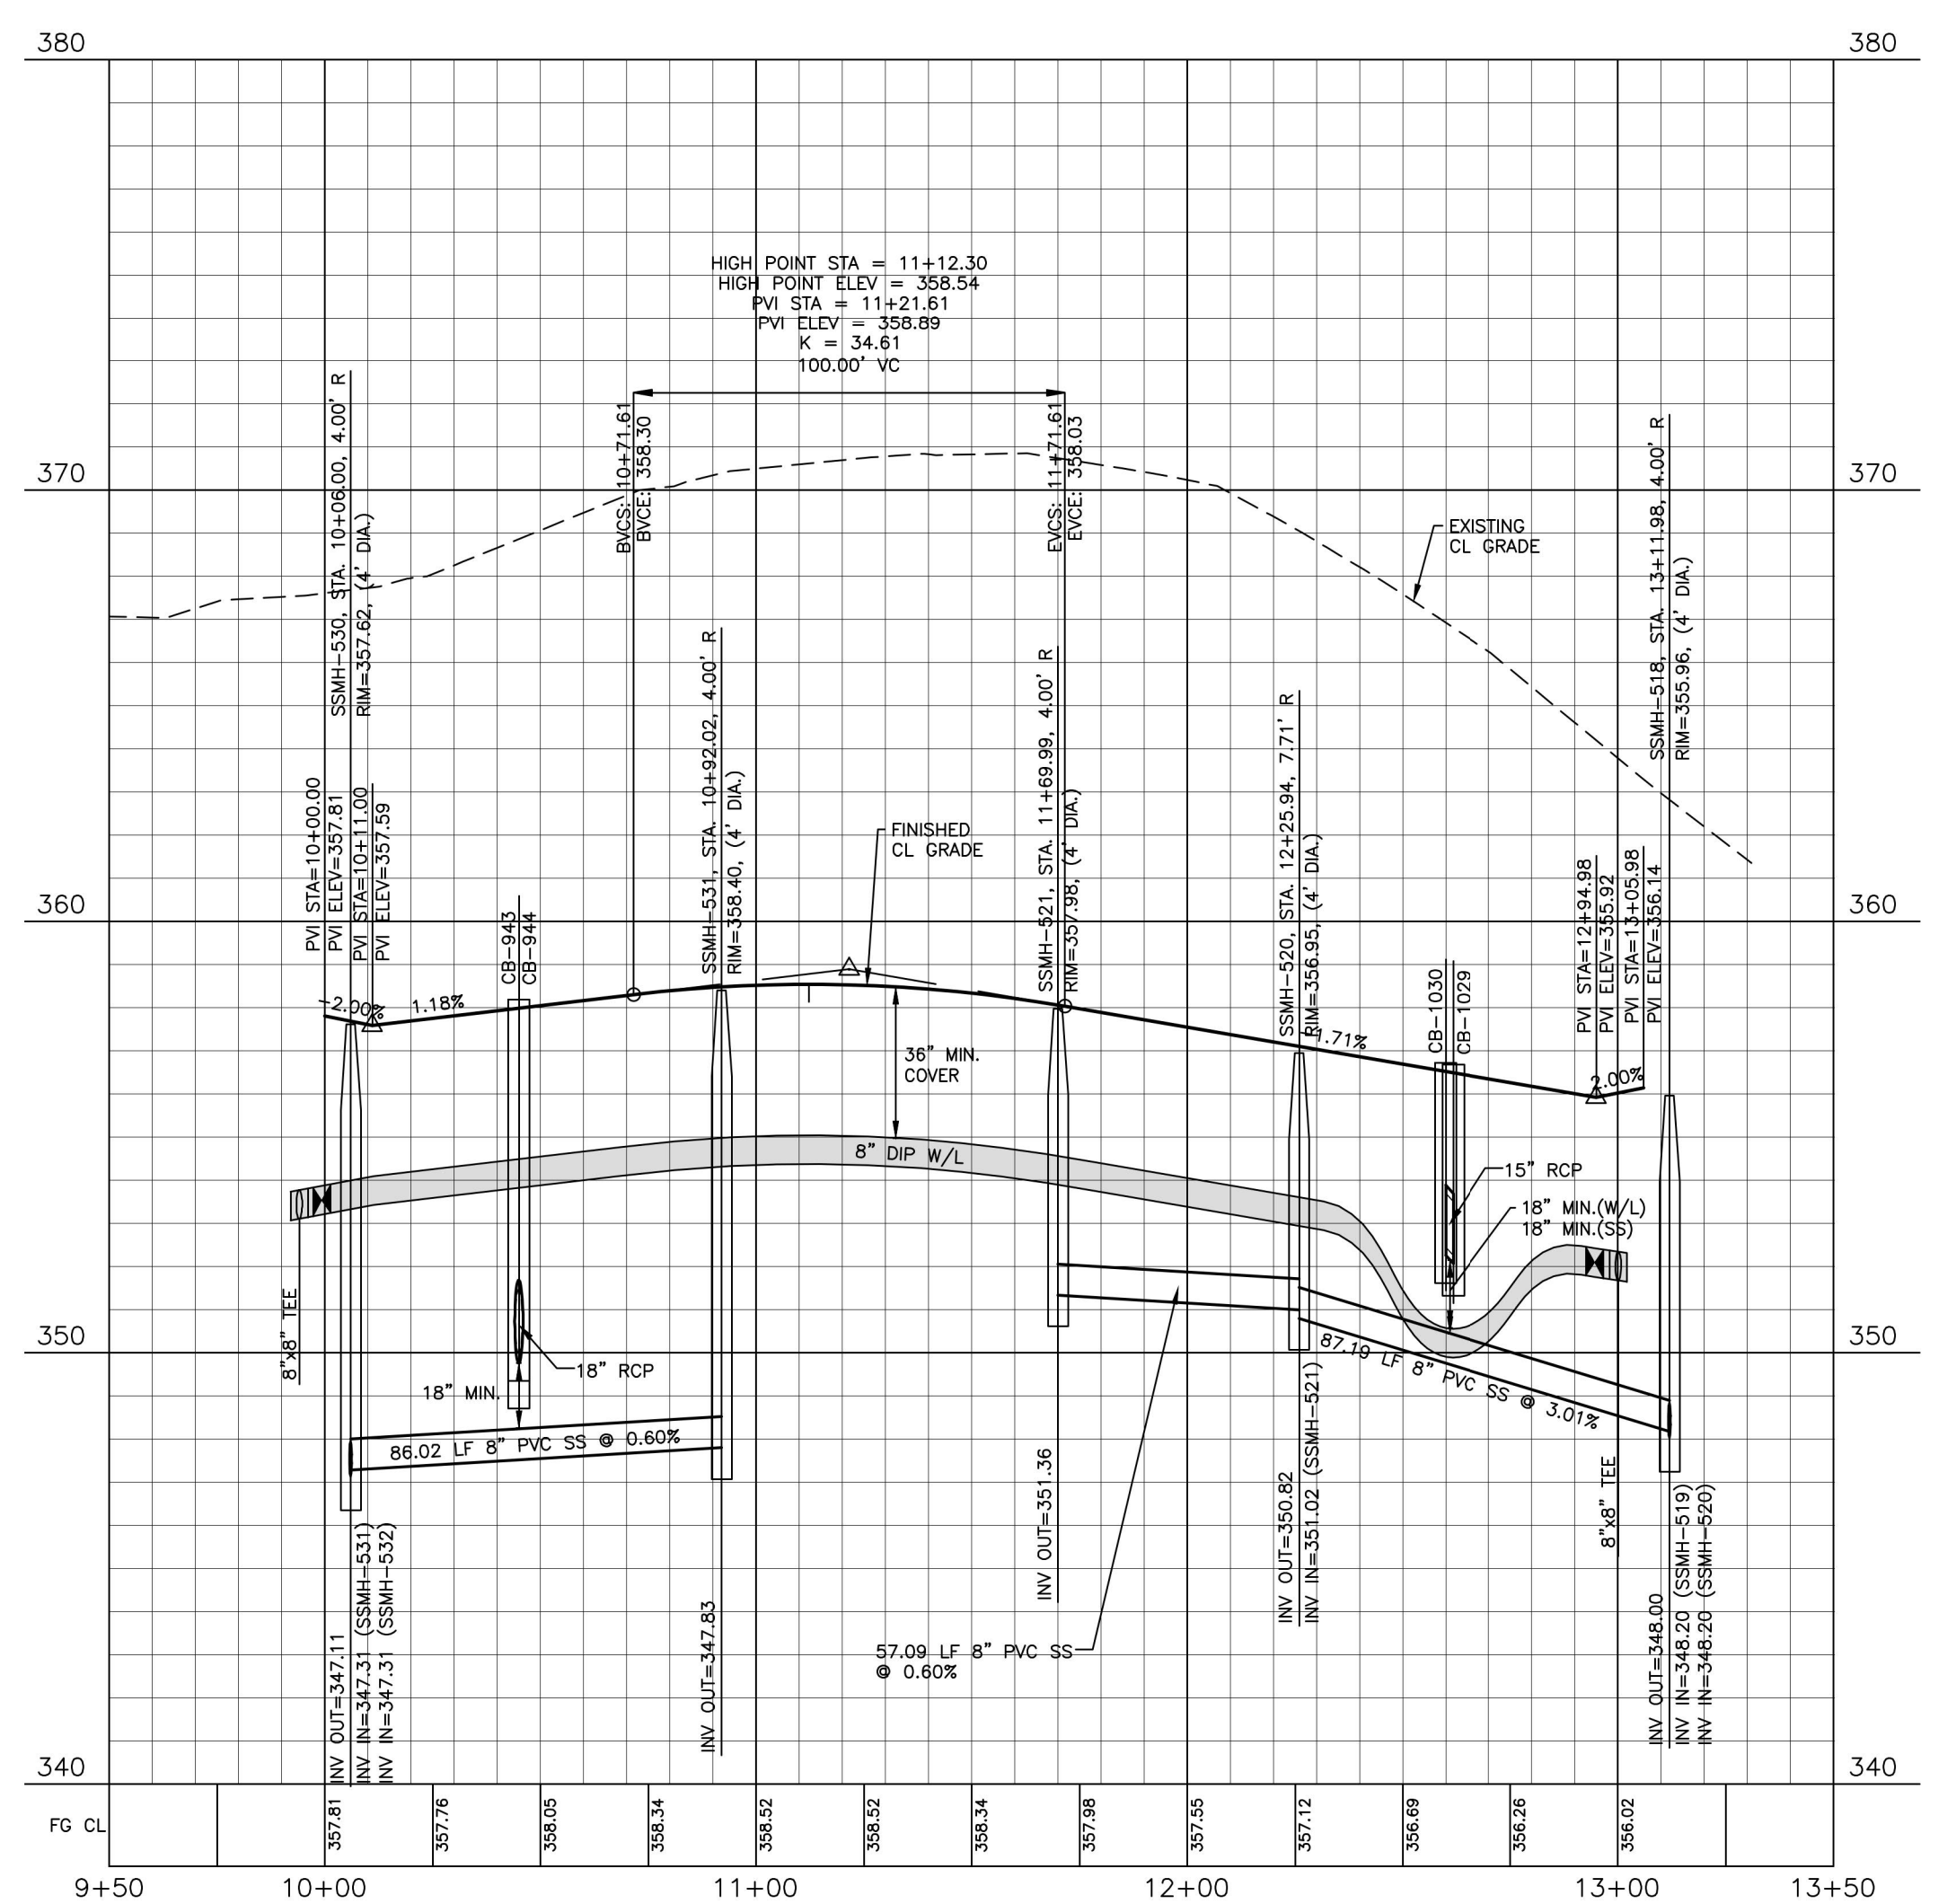 380
380
HIGH POINT STA = 11+12.30
HIGH POINT ELEV = 358.54
PVI STA = 11+21.61
PVI ELEV = 358.89
K = 34.61
100.00' VC
SSMH-530, STA. 10+06.00, 4.00' R
RIM=357.62, (4' DIA.)
BVCS: 10+71.61
BVCE: 358.30
EVCS: 11+71.61
EVCE: 358.03
SSMH-518, STA. 13+11.98, 4.00' R
RIM=355.96, (4' DIA.)
370
370
EXISTING
CL GRADE
SSMH-531, STA. 10+92.02, 4.00' R
RIM=358.40, (4' DIA.)
SSMH-521, STA. 11+69.99, 4.00' R
RIM=357.98, (4' DIA.)
SSMH-520, STA. 12+25.94, 7.71' R
RIM=356.95, (4' DIA.)
PVI STA=10+00.00
PVI ELEV=357.81
PVI STA=10+11.00
PVI ELEV=357.59
FINISHED
CL GRADE
PVI STA=12+94.98
PVI ELEV=355.92
PVI STA=13+05.98
PVI ELEV=356.14
360
360
CB-943
CB-944
CB-1030
CB-1029
-2.00%
1.18%
-1.71%
2.00%
36" MIN.
COVER
8" DIP W/L
15" RCP
18" MIN.(W/L)
18" MIN.(SS)
8"x8" TEE
350
350
18" RCP
18" MIN.
86.02 LF 8" PVC SS @ 0.60%
87.19 LF 8" PVC SS @ 3.01%
8"x8" TEE
57.09 LF 8" PVC SS
@ 0.60%
INV OUT=347.11
INV IN=347.31 (SSMH-531)
INV IN=347.31 (SSMH-532)
INV OUT=347.83
INV OUT=351.36
INV OUT=350.82
INV IN=351.02 (SSMH-521)
INV OUT=348.00
INV IN=348.20 (SSMH-519)
INV IN=348.20 (SSMH-520)
340
340
FG CL
357.81
357.76
358.05
358.34
358.52
358.52
358.34
357.98
357.55
357.12
356.69
356.26
356.02
9+50
10+00
11+00
12+00
13+00
13+50